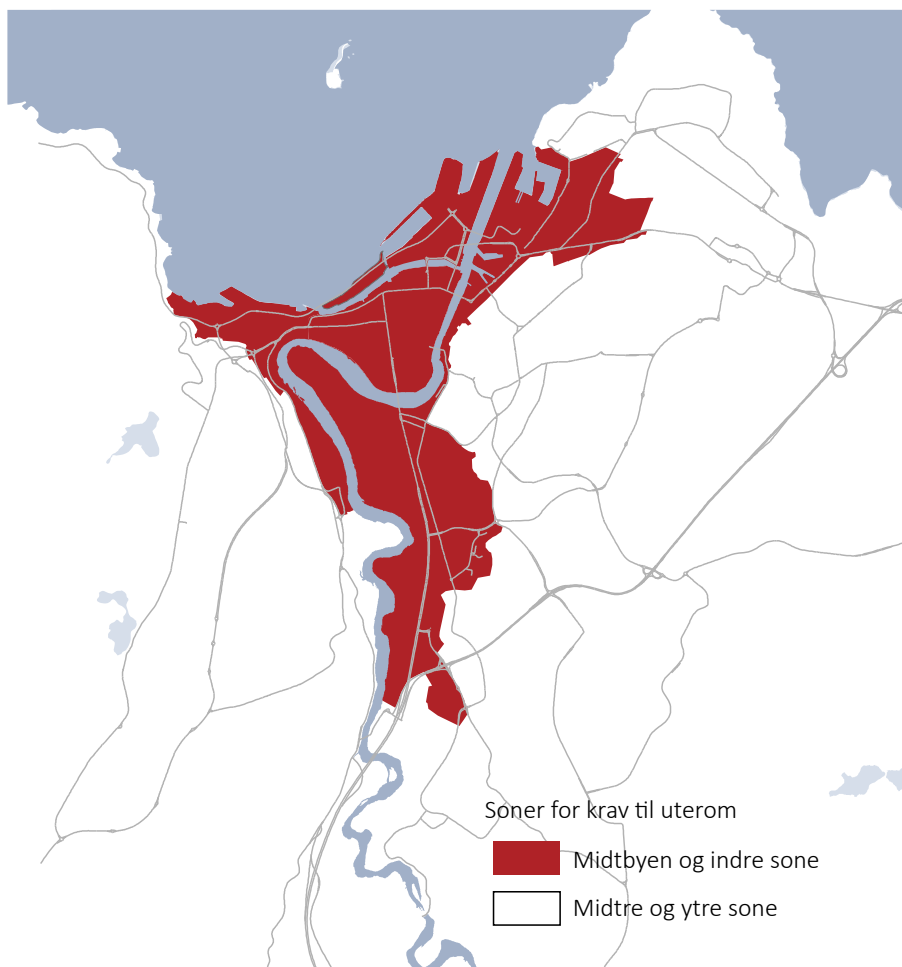 Soner for krav til uterom
Midtbyen og indre sone
Midtre og ytre sone